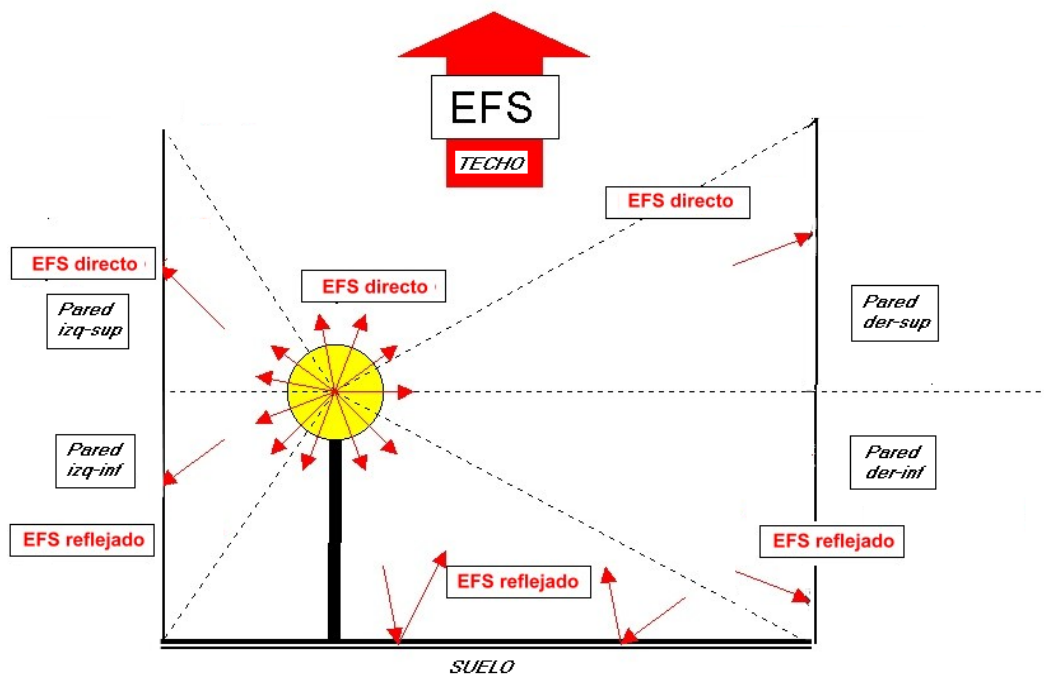 EFS
TECHO
EFS directo
EFS directo
EFS directo
Pared
izq-sup
Pared
der-sup
Pared
izq-inf
Pared
der-inf
EFS reflejado
EFS reflejado
EFS reflejado
SUELO